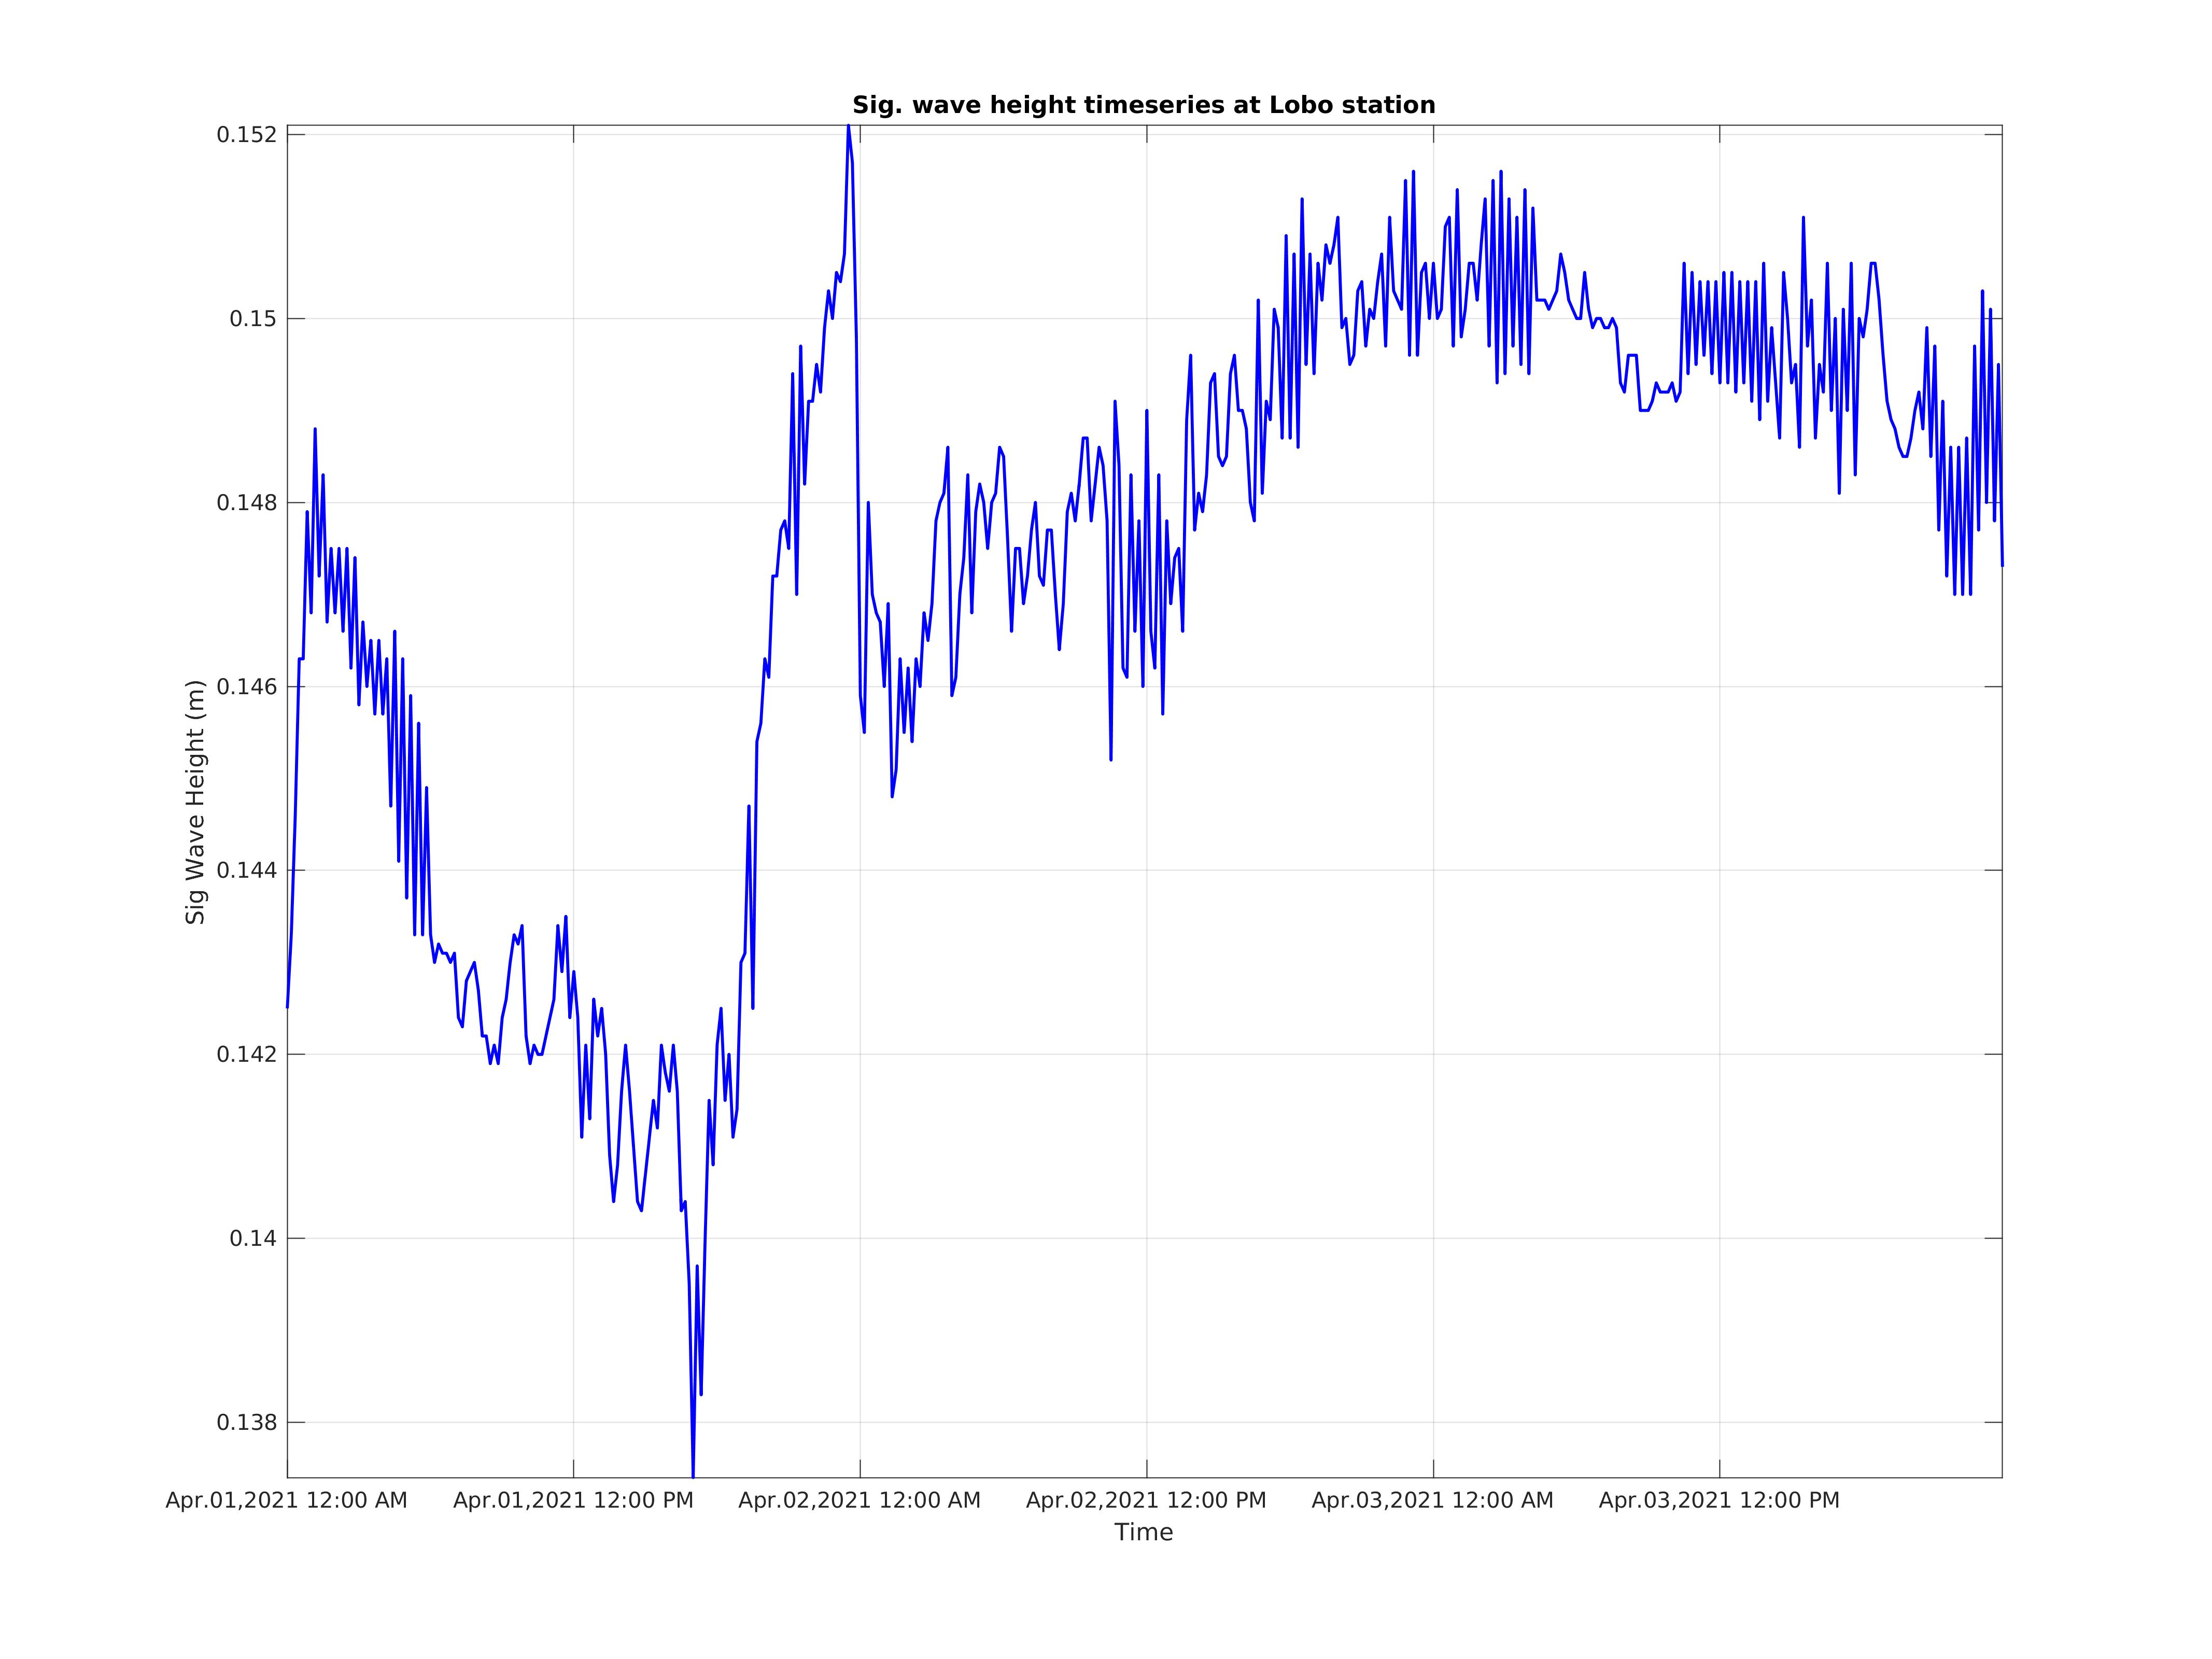 Sig. wave height timeseries at Lobo station
0.152
0.15
0.148
0.146
0.144
0.142
0.14
0.138
Sig Wave Height (m)
Apr.01,2021 12:00 AM
Apr.01,2021 12:00 PM
Apr.02,2021 12:00 AM
Apr.02,2021 12:00 PM
Apr.03,2021 12:00 AM
Apr.03,2021 12:00 PM
Time